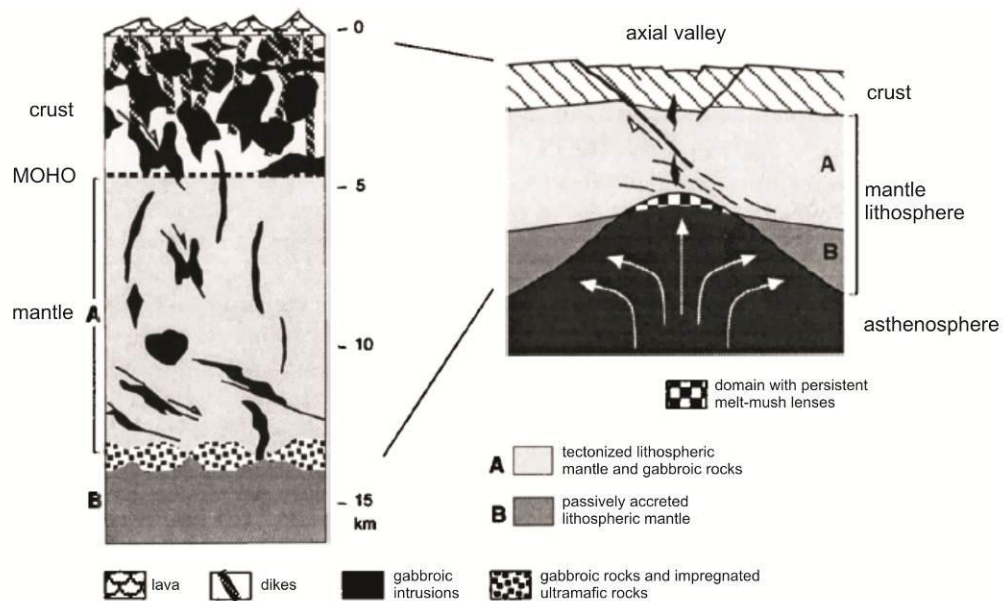 axial valley
0
crust
MOHO
5
mantle
A
10
B
15
km
crust
A
mantle
lithosphere
B
asthenosphere
domain with persistent
melt-mush lenses
A
tectonized lithospheric
mantle and gabbroic rocks
B
passively accreted
lithospheric mantle
lava
dikes
gabbroic
intrusions
gabbroic rocks and impregnated
ultramafic rocks